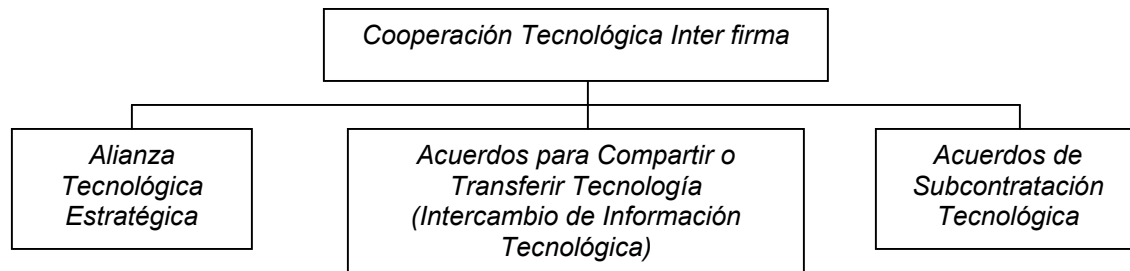 Cooperación Tecnológica Inter firma
Alianza
Tecnológica
Estratégica
Acuerdos para Compartir o
Transferir Tecnología
(Intercambio de Información
Tecnológica)
Acuerdos de
Subcontratación
Tecnológica